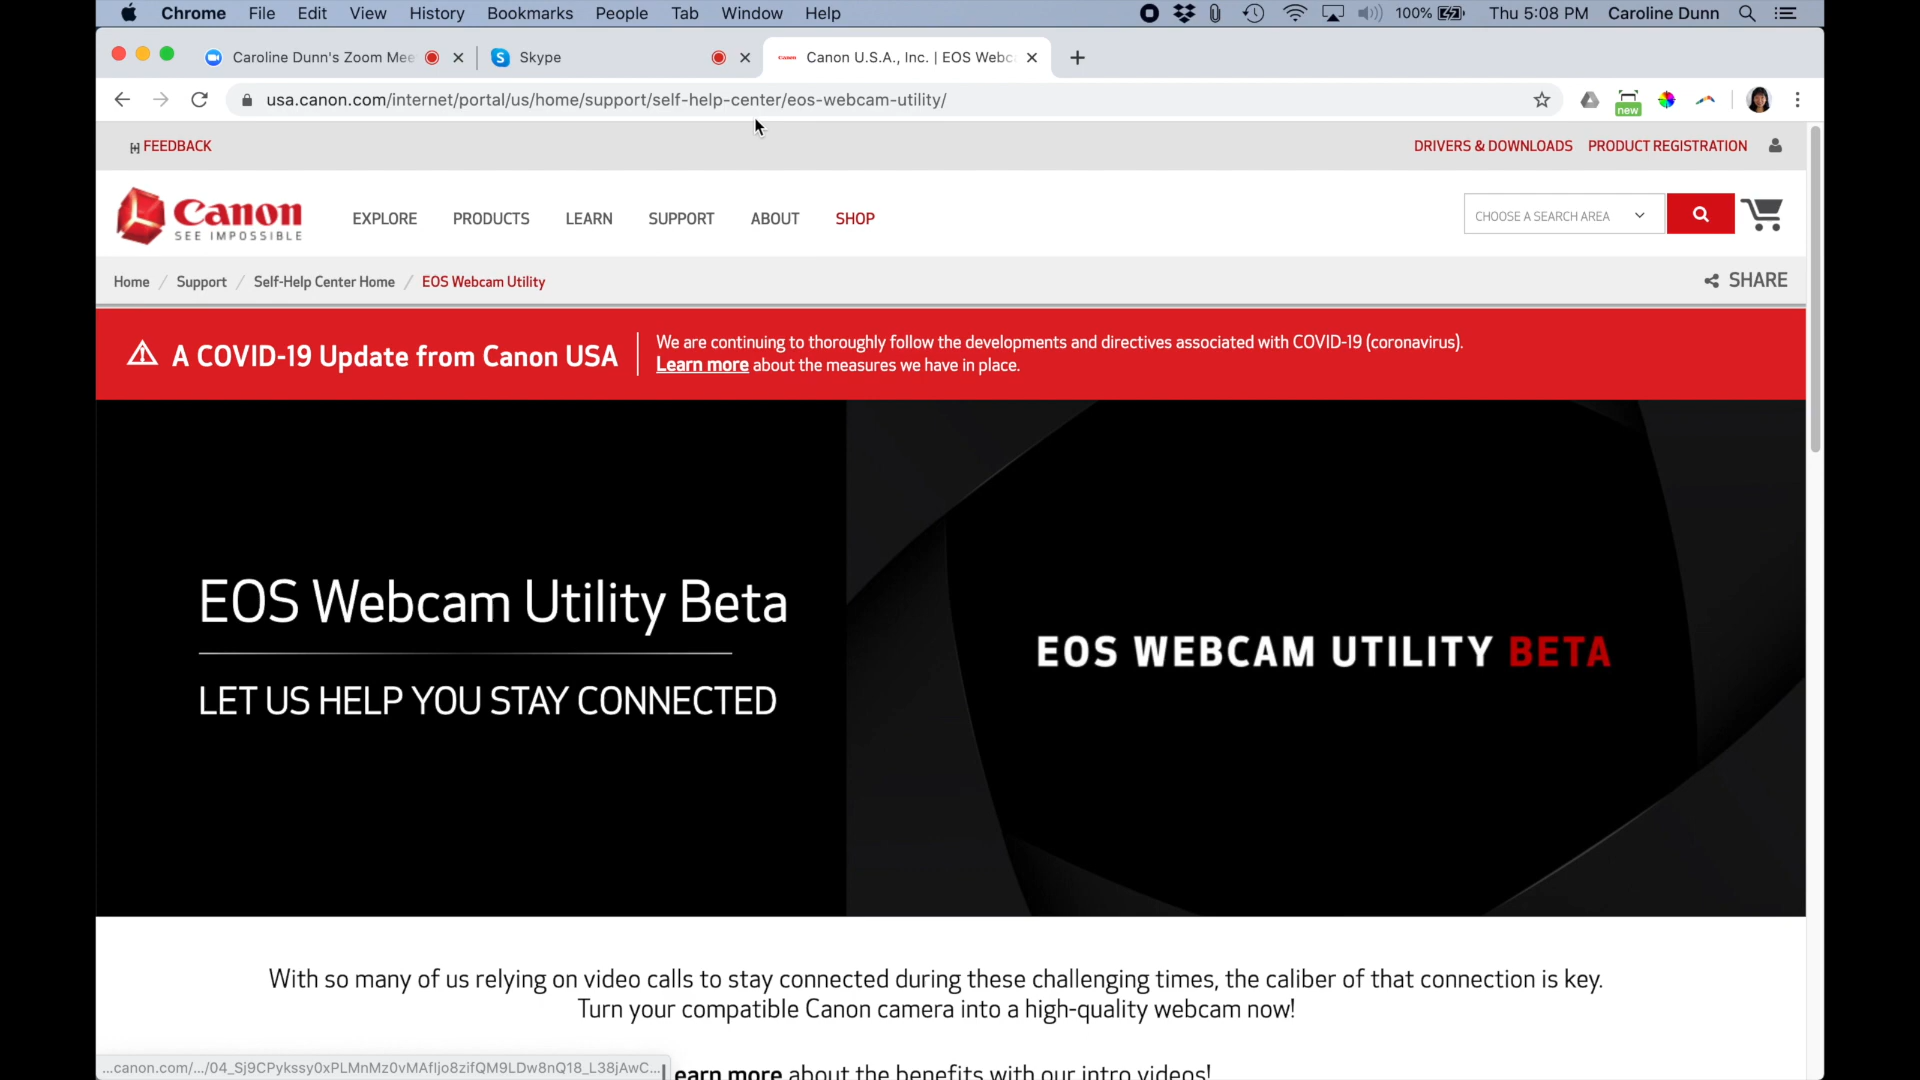 Chrome File Edit View History Bookmarks People Tab Window Help 100% Thu 5:08 PM Caroline Dunn
Caroline Dunn's Zoom Mee Skype Canon Canon U.S.A., Inc. | EOS Webc
usa.canon.com/internet/portal/us/home/support/self-help-center/eos-webcam-utility/ new
[+] FEEDBACK DRIVERS & DOWNLOADS PRODUCT REGISTRATION
Canon EXPLORE PRODUCTS LEARN SUPPORT ABOUT SHOP CHOOSE A SEARCH AREA
SEE IMPOSSIBLE
Home / Support / Self-Help Center Home / EOS Webcam Utility SHARE
A COVID-19 Update from Canon USA
We are continuing to thoroughly follow the developments and directives associated with COVID-19 (coronavirus).
Learn more about the measures we have in place.
EOS Webcam Utility Beta
LET US HELP YOU STAY CONNECTED
EOS WEBCAM UTILITY BETA
With so many of us relying on video calls to stay connected during these challenging times, the caliber of that connection is key.
Turn your compatible Canon camera into a high-quality webcam now!
earn more about the benefits with our intro videos!